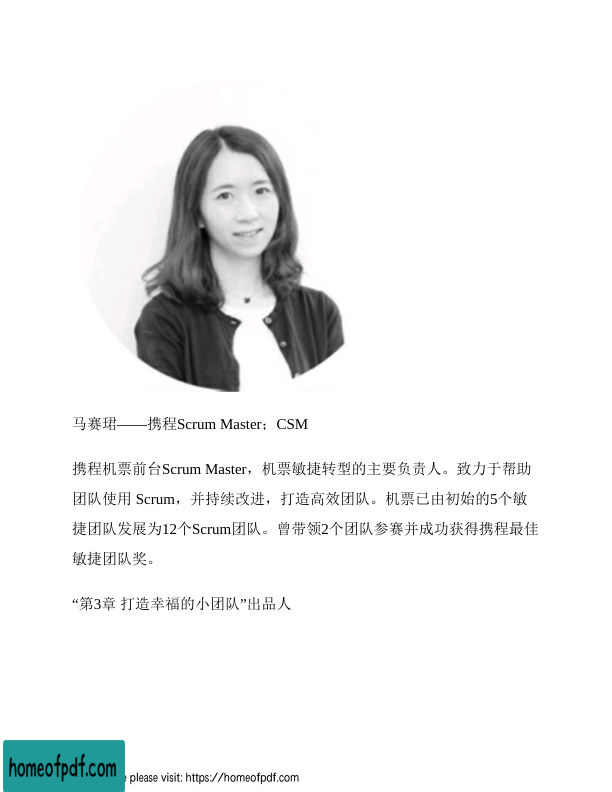 马赛珺——携程Scrum Master；CSM
携程机票前台Scrum Master，机票敏捷转型的主要负责人。致力于帮助
团队使用 Scrum，并持续改进，打造高效团队。机票已由初始的5个敏
捷团队发展为12个Scrum团队。曾带领2个团队参赛并成功获得携程最佳
敏捷团队奖。
“第3章 打造幸福的小团队”出品人
homeofpdf.com
e please visit: https://homeofpdf.com